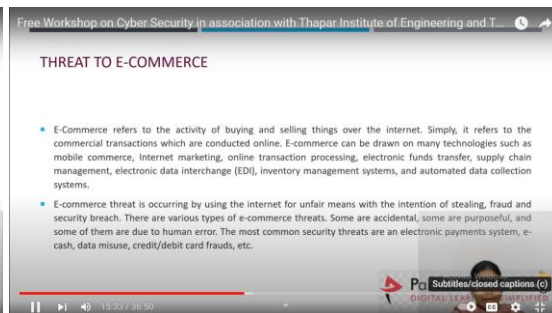 Free Workshop on Cyber Security in association with Thapar Institute of Engineering and T...
THREAT TO E-COMMERCE
E-Commerce refers to the activity of buying and selling things over the internet. Simply, it refers to the
commercial transactions which are conducted online. E-commerce can be drawn on many technologies such as
mobile commerce, Internet marketing, online transaction processing, electronic funds transfer, supply chain
management, electronic data interchange (EDI), inventory management systems, and automated data collection
systems.
E-commerce threat is occurring by using the internet for unfair means with the intention of stealing, fraud and
security breach. There are various types of e-commerce threats. Some are accidental, some are purposeful, and
some of them are due to human error. The most common security threats are an electronic payments system, e-
cash, data misuse, credit/debit card frauds, etc.
Pa
Subtitles/closed captions (c)
DIGITAL LEA
IMPLIFIED
15:33 / 36:50
CC